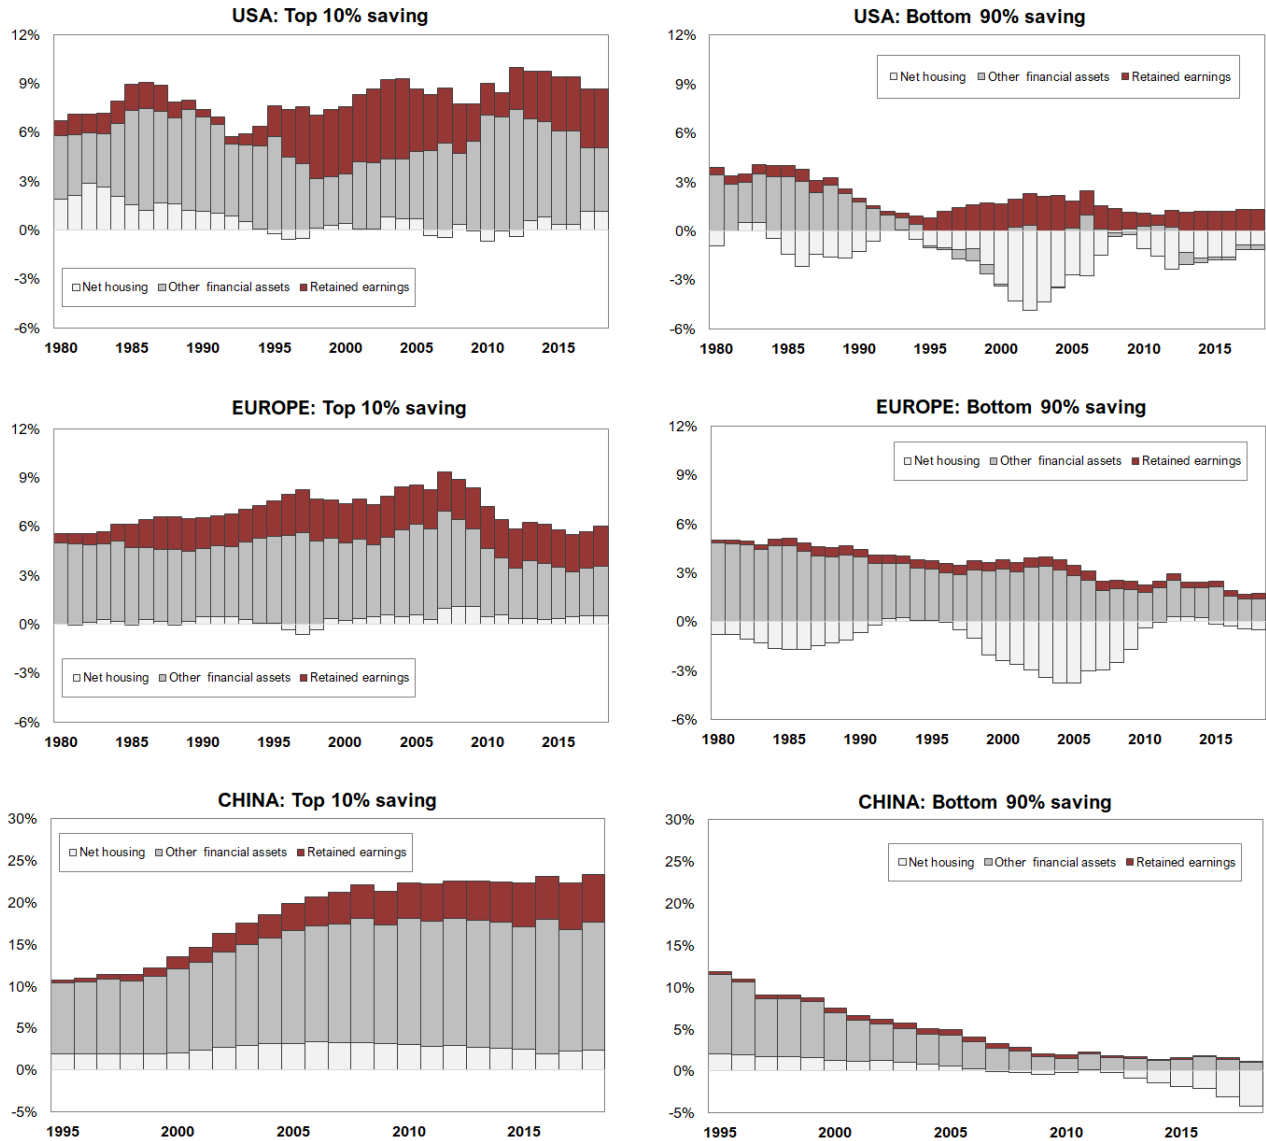 USA: Top 10% saving
12%
9%
6%
3%
0%
-3%
-6%
Net housing Other financial assets Retained earnings
1980 1985 1990 1995 2000 2005 2010 2015
USA: Bottom 90% saving
12%
9%
6%
3%
0%
-3%
-6%
Net housing Other financial assets Retained earnings
1980 1985 1990 1995 2000 2005 2010 2015
EUROPE: Top 10% saving
12%
9%
6%
3%
0%
-3%
-6%
Net housing Other financial assets Retained earnings
1980 1985 1990 1995 2000 2005 2010 2015
EUROPE: Bottom 90% saving
12%
9%
6%
3%
0%
-3%
-6%
Net housing Other financial assets Retained earnings
1980 1985 1990 1995 2000 2005 2010 2015
CHINA: Top 10% saving
30%
25%
20%
15%
10%
5%
0%
-5%
Net housing Other financial assets Retained earnings
1995 2000 2005 2010 2015
CHINA: Bottom 90% saving
30%
25%
20%
15%
10%
5%
0%
-5%
Net housing Other financial assets Retained earnings
1995 2000 2005 2010 2015